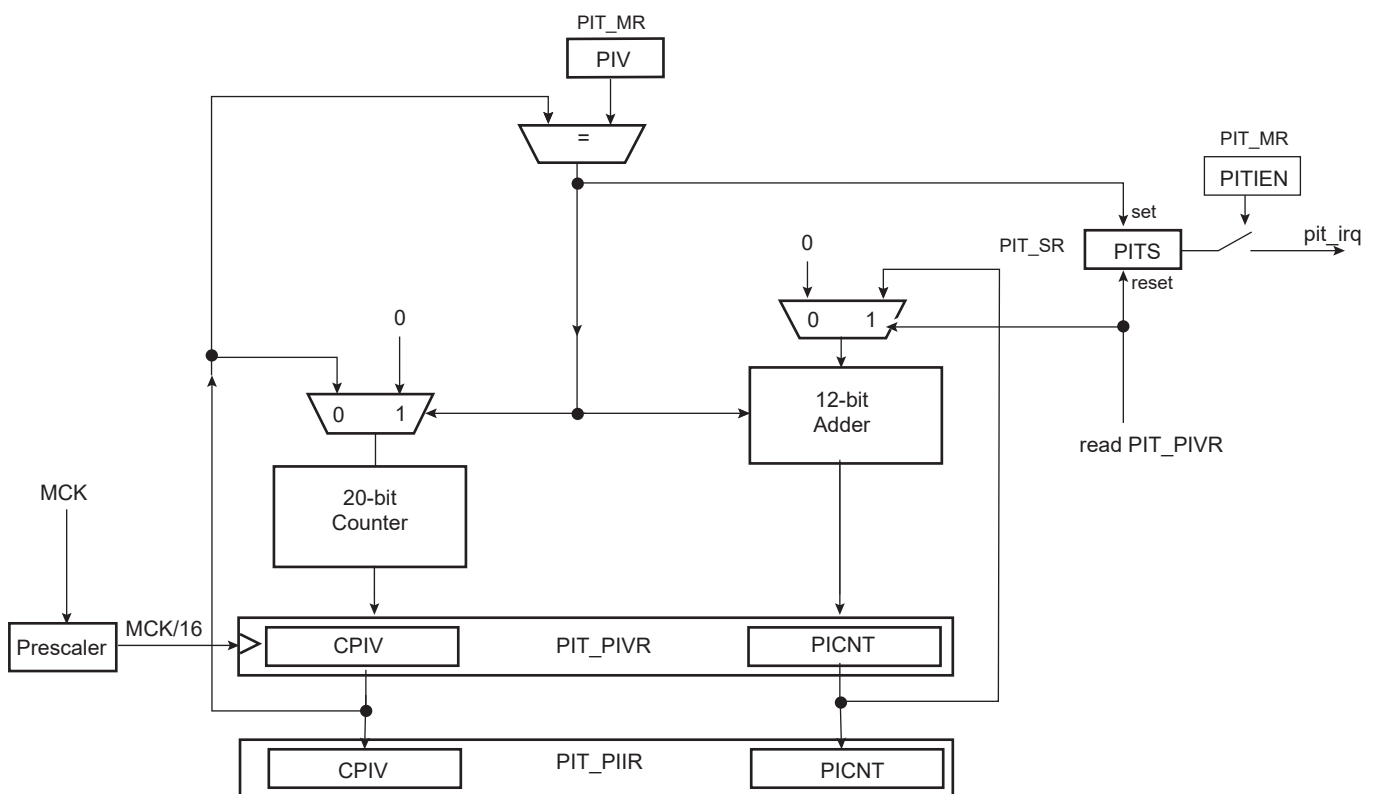 PIT_MR
PIV
=
PIT_MR
PITIEN
set
PIT_SR
PITS
pit_irq
reset
0
0 1
0
0 1
12-bit
Adder
read PIT_PIVR
MCK
20-bit
Counter
Prescaler
MCK/16
CPIV
PIT_PIVR
PICNT
CPIV
PIT_PIIR
PICNT